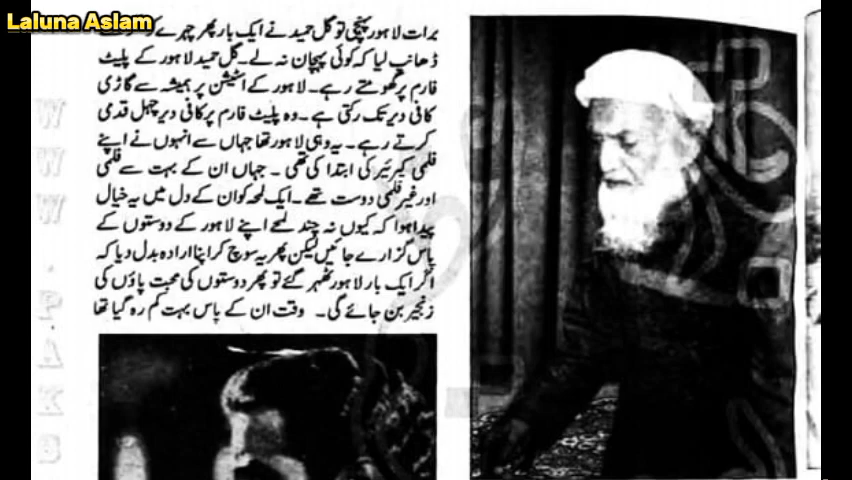 Laluna Aslam
برات لاہور پہنچی تو گل حمید نے ایک بار پھر چہرے کو
ڈھانپ لیا کہ کوئی پہچان نہ لے۔ گل حمید لاہور کے پلیٹ
فارم پر گھومتے رہے۔ لاہور کے اسٹیشن پر ہمیشہ سے گاڑی
کافی دیر تک رکتی ہے۔ وہ پلیٹ فارم پر کافی دیر چہل قدمی
کرتے رہے۔ یہ وہی لاہور تھا جہاں سے انہوں نے اپنے
فلمی کیرئیر کی ابتدا کی تھی۔ جہاں ان کے بہت سے فلمی
اور غیر فلمی دوست تھے۔ ایک لمحہ کو ان کے دل میں یہ خیال
پیدا ہوا کہ کیوں نہ چند لمحے اپنے لاہور کے دوستوں کے
پاس گزارے جائیں لیکن پھر یہ سوچ کر اپنا ارادہ بدل دیا کہ
اگر ایک بار لاہور ٹھہر گئے تو پھر دوستوں کی محبت پاؤں کی
زنجیر بن جائے گی۔ وقت ان کے پاس بہت کم رہ گیا تھا
WWW.PAKS